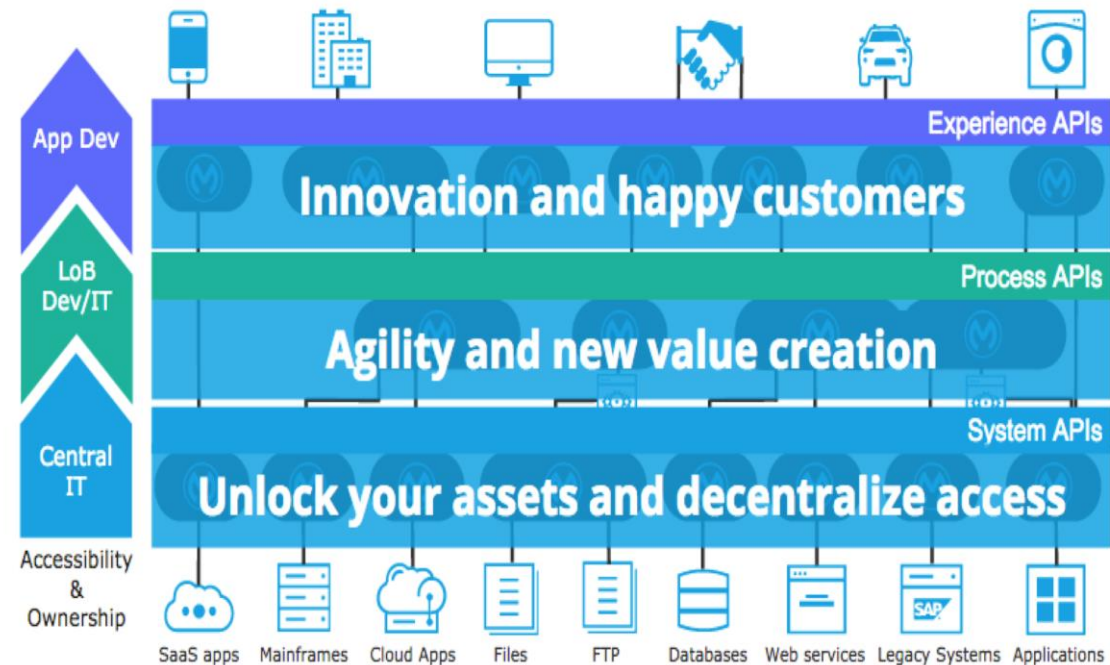 App Dev
Experience APIs
Innovation and happy customers
LoB
Dev/IT
Process APIs
Agility and new value creation
Central
IT
System APIs
Unlock your assets and decentralize access
Accessibility
&
Ownership
SAP
SaaS apps Mainframes Cloud Apps Files FTP Databases Web services Legacy Systems Applications